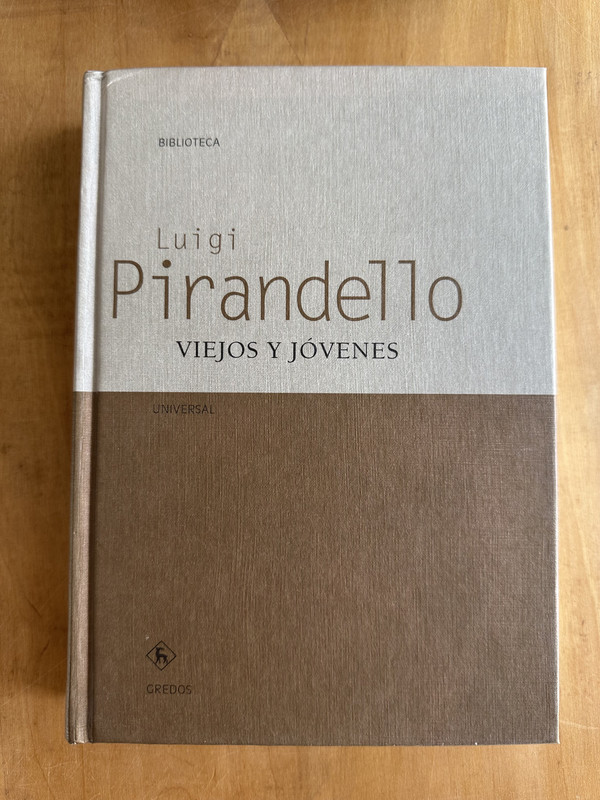 BIBLIOTECA
Luigi
Pirandello
VIEJOS Y JÓVENES
UNIVERSAL
GREDOS